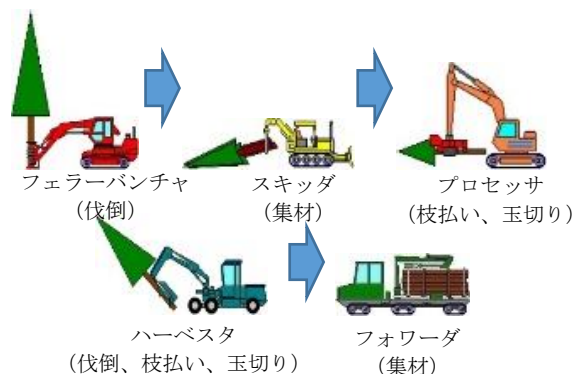 フェラーバンチャ
（伐倒）
スキッダ
（集材）
プロセッサ
（枝払い、玉切り）
ハーベスタ
（伐倒、枝払い、玉切り）
フォワーダ
（集材）